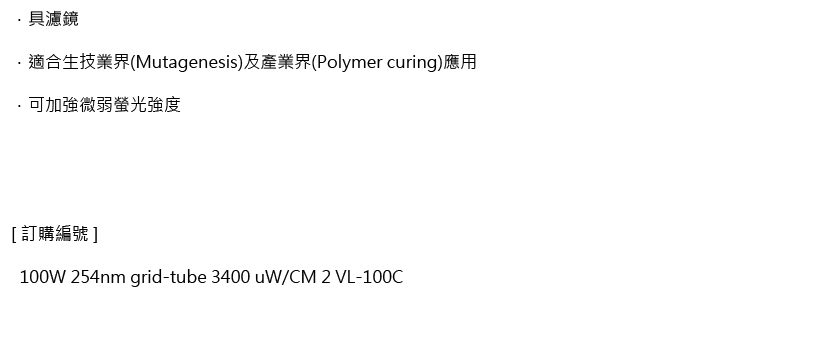 ．具濾鏡
．適合生技業界(Mutagenesis)及產業界(Polymer curing)應用
．可加強微弱螢光強度
[ 訂購編號 ]
100W 254nm grid-tube 3400 uW/CM 2 VL-100C